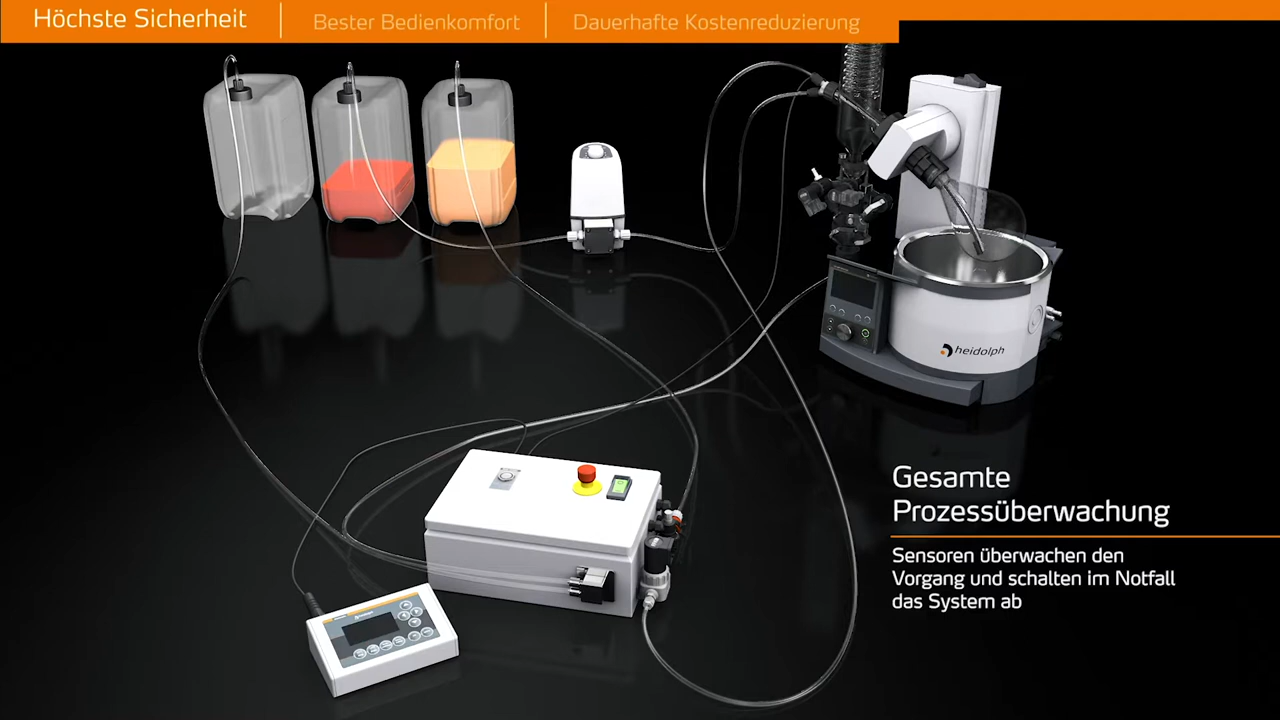 Höchste Sicherheit
Bester Bedienkomfort
Dauerhafte Kostenreduzierung
heidolph
Gesamte
Prozessüberwachung
Sensoren überwachen den
Vorgang und schalten im Notfall
das System ab